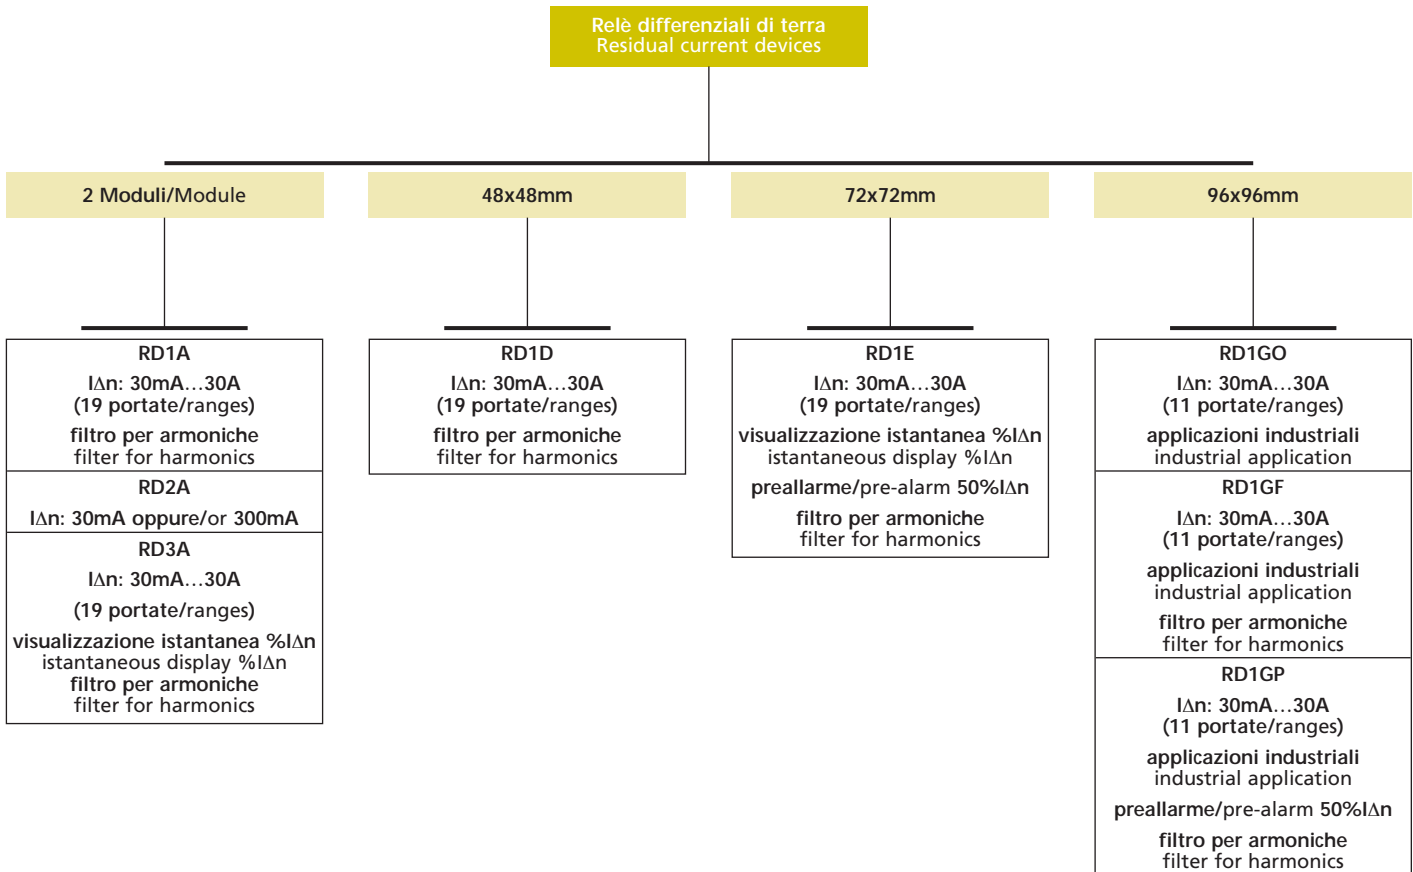 Relè differenziali di terra
Residual current devices
2 Moduli/Module
48x48mm
72x72mm
96x96mm
RD1A
IΔn: 30mA...30A
(19 portate/ranges)
filtro per armoniche
filter for harmonics
RD2A
IΔn: 30mA oppure/or 300mA
RD3A
IΔn: 30mA...30A
(19 portate/ranges)
visualizzazione istantanea %IΔn
istantaneous display %IΔn
filtro per armoniche
filter for harmonics
RD1D
IΔn: 30mA...30A
(19 portate/ranges)
filtro per armoniche
filter for harmonics
RD1E
IΔn: 30mA...30A
(19 portate/ranges)
visualizzazione istantanea %IΔn
istantaneous display %IΔn
preallarme/pre-alarm 50%IΔn
filtro per armoniche
filter for harmonics
RD1GO
IΔn: 30mA...30A
(11 portate/ranges)
applicazioni industriali
industrial application
RD1GF
IΔn: 30mA...30A
(11 portate/ranges)
applicazioni industriali
industrial application
filtro per armoniche
filter for harmonics
RD1GP
IΔn: 30mA...30A
(11 portate/ranges)
applicazioni industriali
industrial application
preallarme/pre-alarm 50%IΔn
filtro per armoniche
filter for harmonics